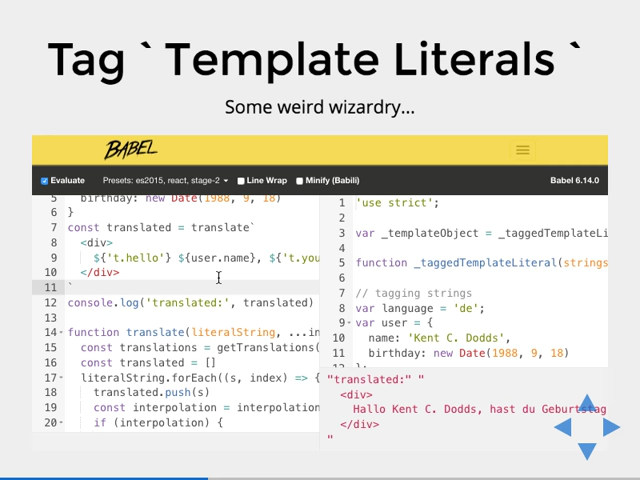 Tag ` Template Literals `
Some weird wizardry...
BABEL
Evaluate Presets: es2015, react, stage-2 Line Wrap Minify (Babili) Babel 6.14.0
5 birthday: new Date(1988, 9, 18)
6 }
7 const translated = translate`
8 <div>
9 ${'t.hello'} ${user.name}, ${'t.you
10 </div>
11 `
12 console.log('translated:', translated)
13
14 function translate(literalString, ...in
15 const translations = getTranslations(
16 const translated = []
17 literalString.forEach((s, index) => {
18 translated.push(s)
19 const interpolation = interpolation
20 if (interpolation) {
1 'use strict';
2
3 var _templateObject = _taggedTemplateLi
4
5 function _taggedTemplateLiteral(strings
6
7 // tagging strings
8 var language = 'de';
9 var user = {
10 name: 'Kent C. Dodds',
11 birthday: new Date(1988, 9, 18)
12 };
"translated:" "
<div>
Hallo Kent C. Dodds, hast du Geburtstag
</div>
"